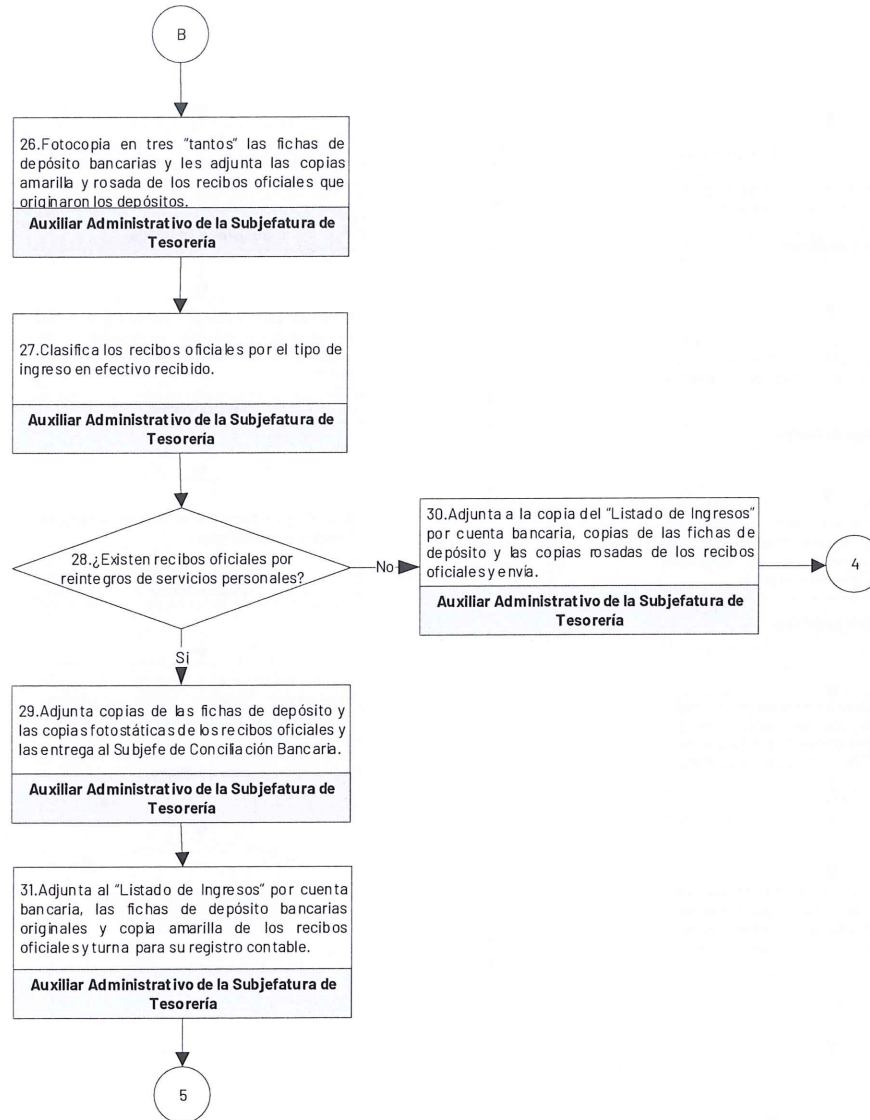 B
26.Fotocopia en tres "tantos" las fichas de
depósito bancarias y les adjunta las copias
amarilla y rosada de los recibos oficiales que
originaron los depósitos.
Auxiliar Administrativo de la Subjefatura de
Tesorería
27.Clasifica los recibos oficiales por el tipo de
ingreso en efectivo recibido.
Auxiliar Administrativo de la Subjefatura de
Tesorería
28.¿Existen recibos oficiales por
reintegros de servicios personales?
No
30.Adjunta a la copia del "Listado de Ingresos"
por cuenta bancaria, copias de las fichas de
depósito y las copias rosadas de los recibos
oficiales y envía.
Auxiliar Administrativo de la Subjefatura de
Tesorería
4
Si
29.Adjunta copias de las fichas de depósito y
las copias fotostáticas de los recibos oficiales y
las entrega al Subjefe de Conciliación Bancaria.
Auxiliar Administrativo de la Subjefatura de
Tesorería
31.Adjunta al "Listado de Ingresos" por cuenta
bancaria, las fichas de depósito bancarias
originales y copia amarilla de los recibos
oficiales y turna para su registro contable.
Auxiliar Administrativo de la Subjefatura de
Tesorería
5